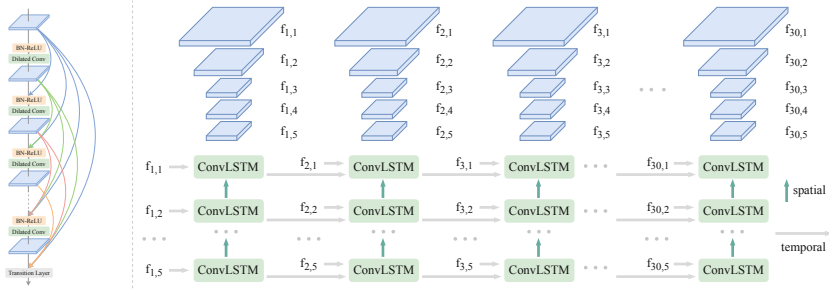 BN-ReLU
Dilated Conv
BN-ReLU
Dilated Conv
BN-ReLU
Dilated Conv
BN-ReLU
Dilated Conv
Transition Layer
f1,1 f2,1 f3,1 f30,1
f1,2 f2,2 f3,2 f30,2
f1,3 f2,3 f3,3 ... f30,3
f1,4 f2,4 f3,4 f30,4
f1,5 f2,5 f3,5 f30,5
f1,1 ConvLSTM f2,1 ConvLSTM f3,1 ConvLSTM ... f30,1 ConvLSTM
spatial
f1,2 ConvLSTM f2,2 ConvLSTM f3,2 ConvLSTM f30,2 ConvLSTM
... ... ... ... ... ... ... ...
temporal
f1,5 ConvLSTM f2,5 ConvLSTM f3,5 ConvLSTM ... f30,5 ConvLSTM